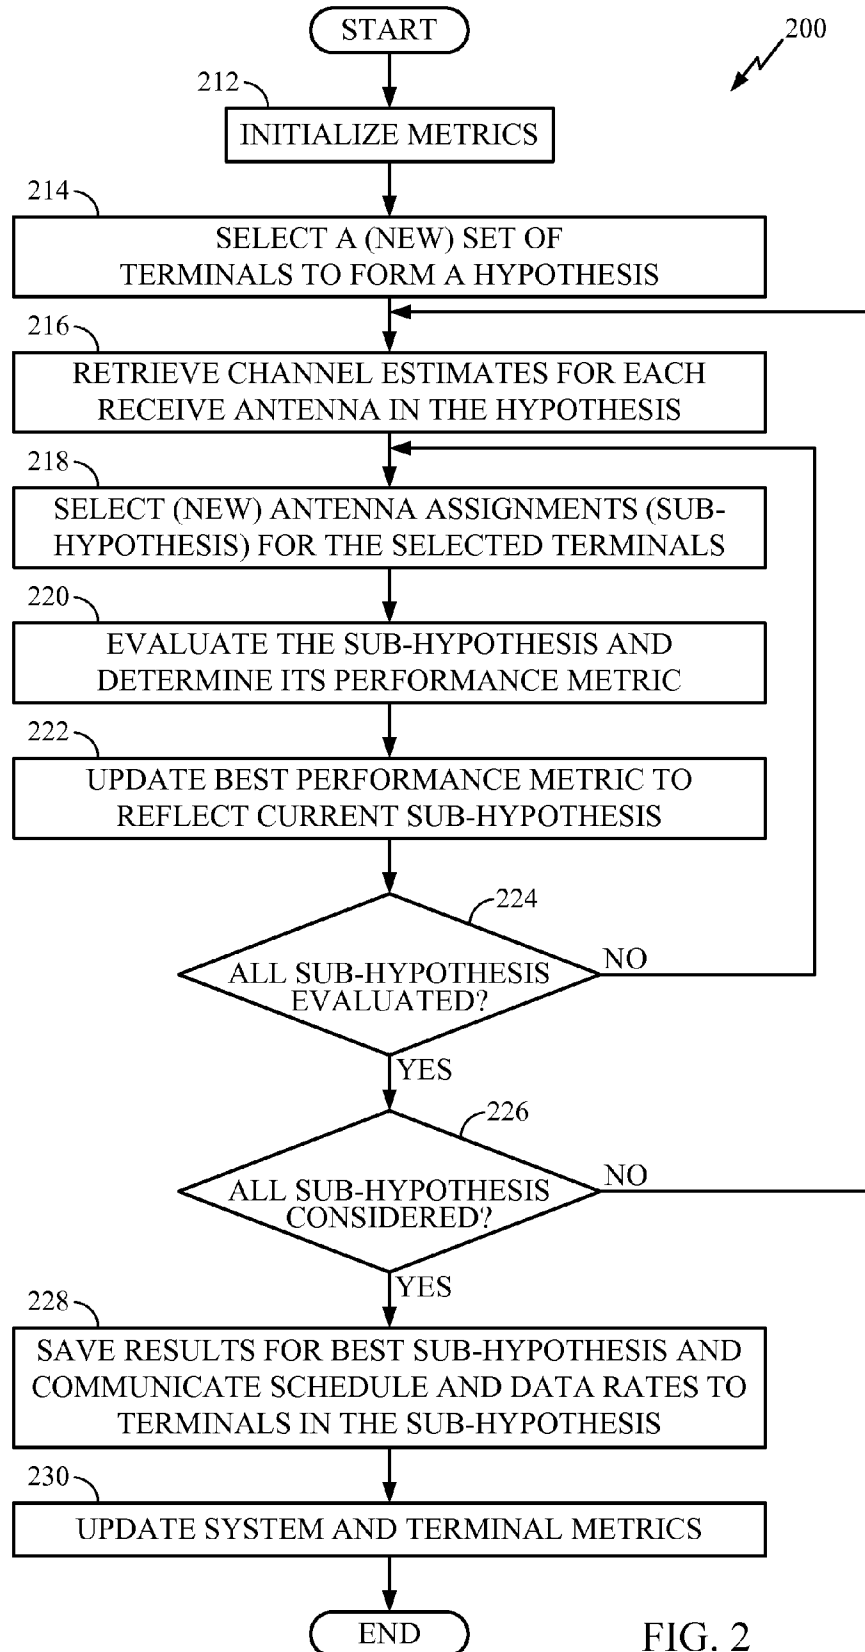 START
200
212
INITIALIZE METRICS
214
SELECT A (NEW) SET OF
TERMINALS TO FORM A HYPOTHESIS
216
RETRIEVE CHANNEL ESTIMATES FOR EACH
RECEIVE ANTENNA IN THE HYPOTHESIS
218
SELECT (NEW) ANTENNA ASSIGNMENTS (SUB-
HYPOTHESIS) FOR THE SELECTED TERMINALS
220
EVALUATE THE SUB-HYPOTHESIS AND
DETERMINE ITS PERFORMANCE METRIC
222
UPDATE BEST PERFORMANCE METRIC TO
REFLECT CURRENT SUB-HYPOTHESIS
224
ALL SUB-HYPOTHESIS
EVALUATED?
NO
YES
226
ALL SUB-HYPOTHESIS
CONSIDERED?
NO
YES
228
SAVE RESULTS FOR BEST SUB-HYPOTHESIS AND
COMMUNICATE SCHEDULE AND DATA RATES TO
TERMINALS IN THE SUB-HYPOTHESIS
230
UPDATE SYSTEM AND TERMINAL METRICS
END
FIG. 2